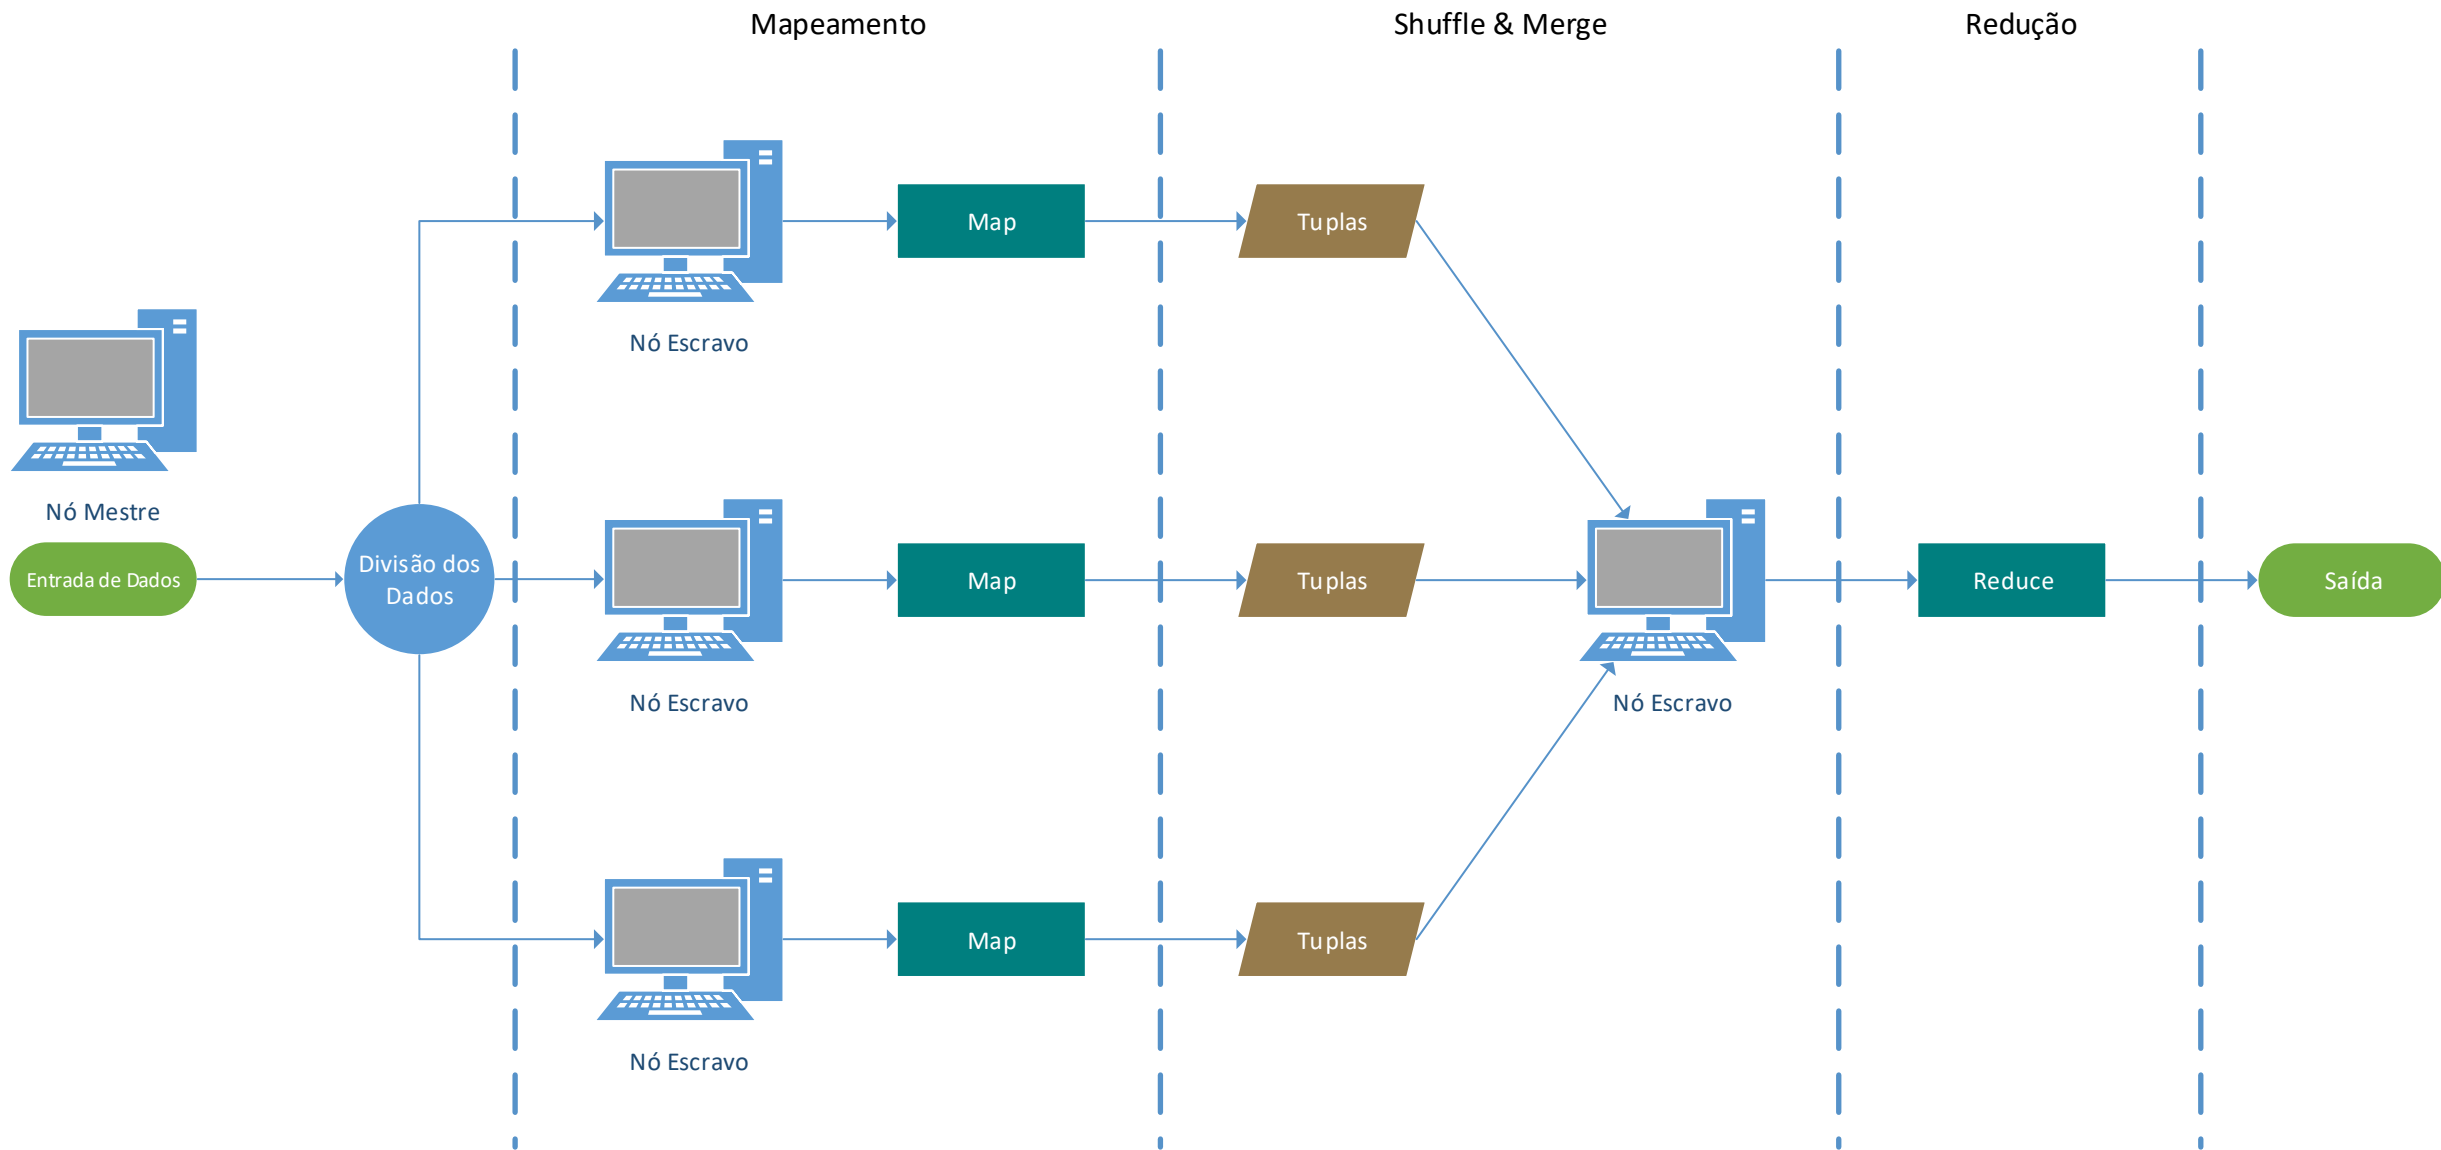 Mapeamento
Shuffle & Merge
Redução
Map
Tuplas
Nó Escravo
Nó Mestre
Entrada de Dados
Divisão dos
Dados
Map
Tuplas
Reduce
Saída
Nó Escravo
Nó Escravo
Map
Tuplas
Nó Escravo